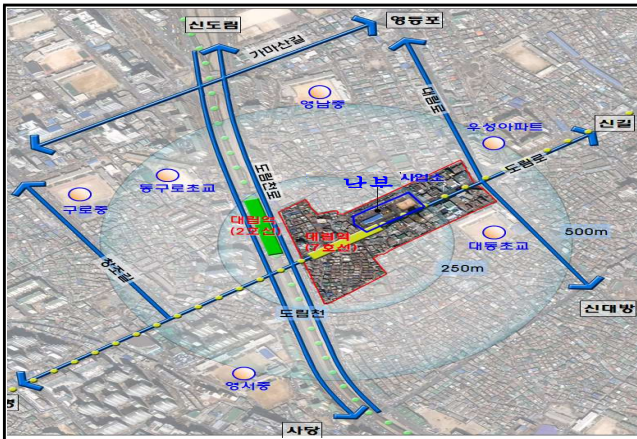 신도림
영등포
가마산길
영남중
대림로
우성아파트
신길
도림로
동구로초교
도림천로
나부
사업소
구로중
대림역
(2호선)
대림역
(7호선)
대동초교
500m
250m
창조길
도림천
신대방
영서중
사당